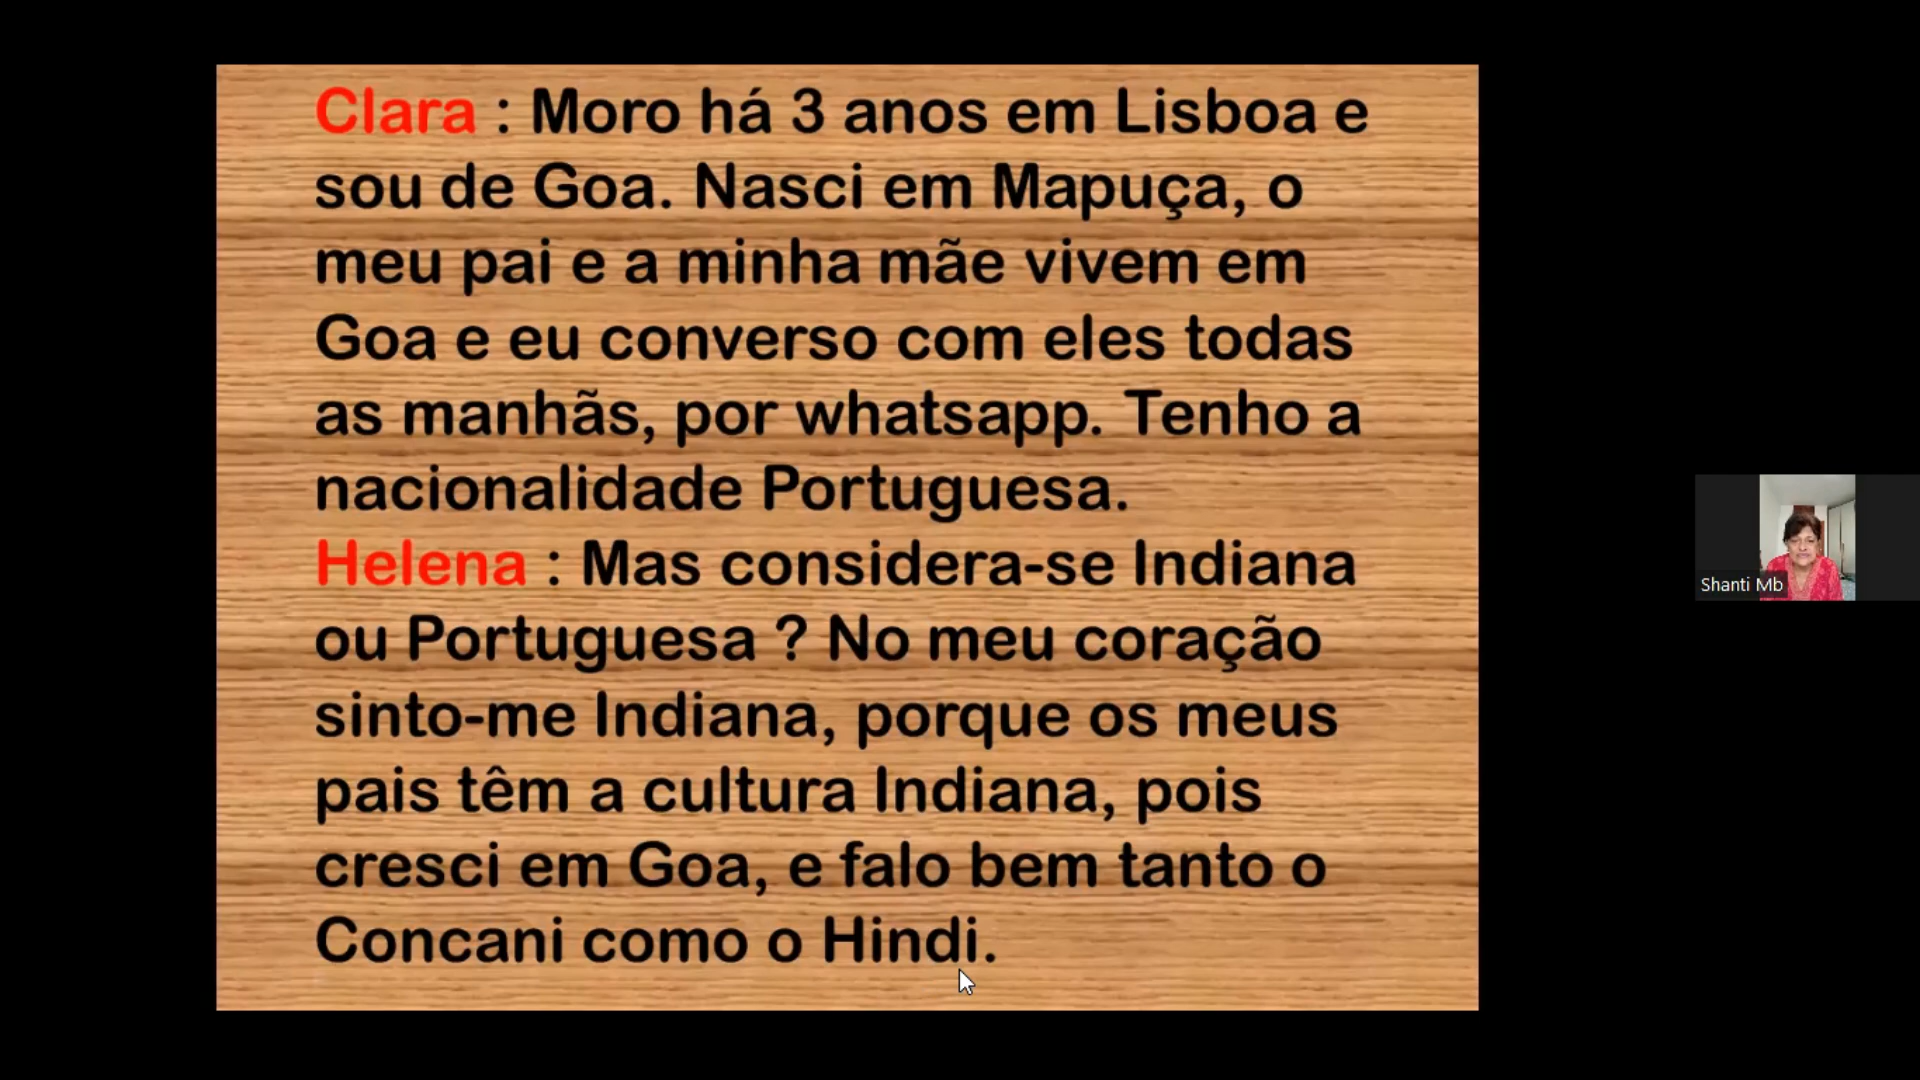 Clara : Moro há 3 anos em Lisboa e
sou de Goa. Nasci em Mapuça, o
meu pai e a minha mãe vivem em
Goa e eu converso com eles todas
as manhãs, por whatsapp. Tenho a
nacionalidade Portuguesa.
Helena : Mas considera-se Indiana
ou Portuguesa ? No meu coração
sinto-me Indiana, porque os meus
pais têm a cultura Indiana, pois
cresci em Goa, e falo bem tanto o
Concani como o Hindi.
Shanti Mb